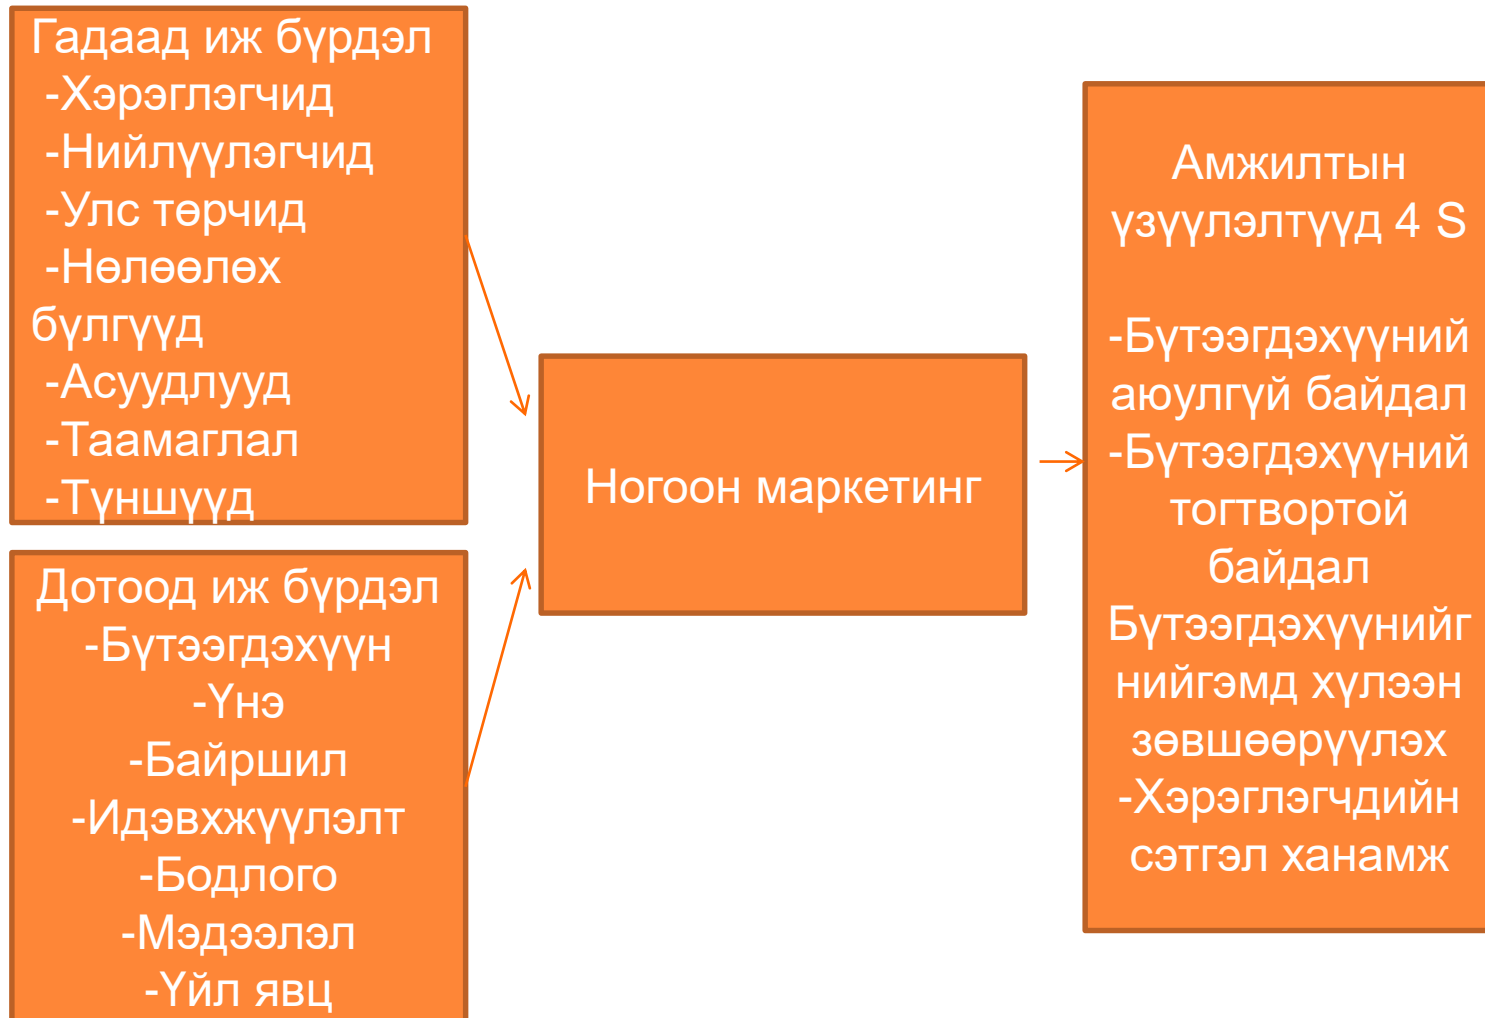 Гадаад иж бүрдэл
-Хэрэглэгчид
-Нийлүүлэгчид
-Улс төрчид
-Нөлөөлөх
бүлгүүд
-Асуудлууд
-Таамаглал
-Түншүүд
Дотоод иж бүрдэл
-Бүтээгдэхүүн
-Үнэ
-Байршил
-Идэвхжүүлэлт
-Бодлого
-Мэдээлэл
-Үйл явц
Ногоон маркетинг
Амжилтын
үзүүлэлтүүд 4 S
-Бүтээгдэхүүний
аюулгүй байдал
-Бүтээгдэхүүний
тогтвортой
байдал
Бүтээгдэхүүнийг
нийгэмд хүлээн
зөвшөөрүүлэх
-Хэрэглэгчдийн
сэтгэл ханамж